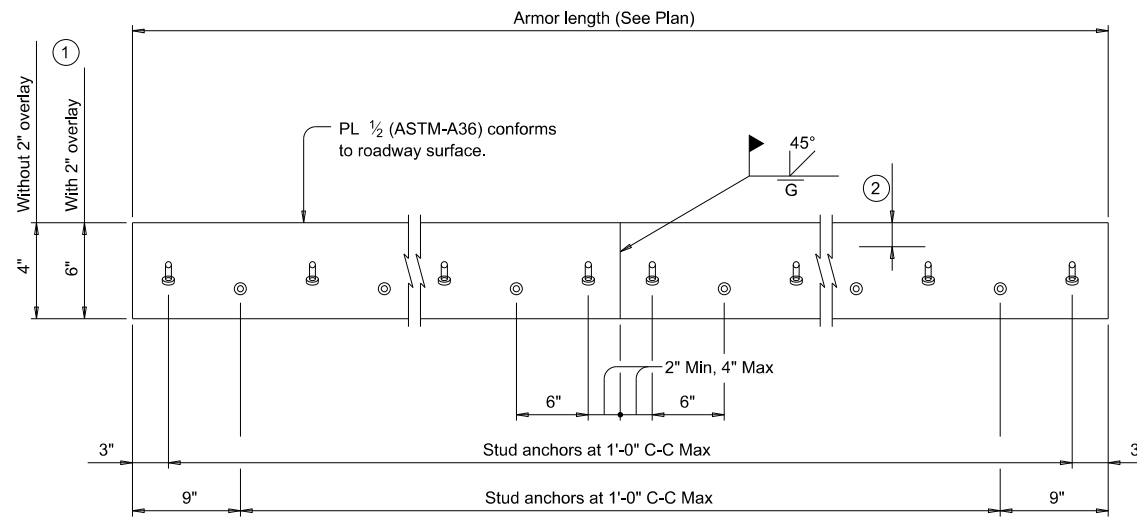 Armor length (See Plan)
1
Without 2" overlay
With 2" overlay
PL ½ (ASTM-A36) conforms
to roadway surface.
45°
G
2
4"
6"
2" Min, 4" Max
6"
6"
3"
Stud anchors at 1'-0" C-C Max
3
9"
Stud anchors at 1'-0" C-C Max
9"